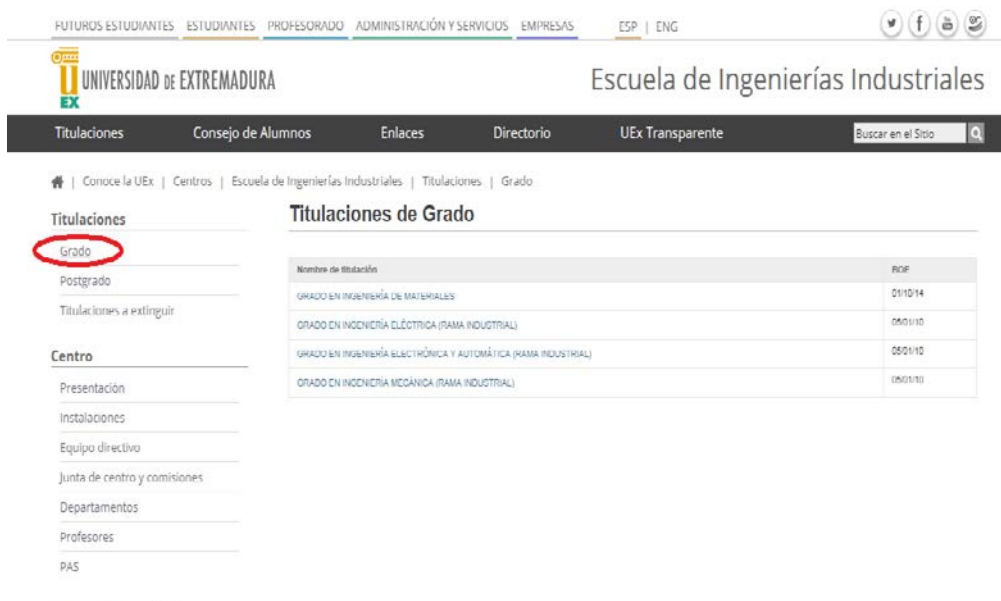 FUTUROS ESTUDIANTES ESTUDIANTES PROFESORADO ADMINISTRACIÓN Y SERVICIOS EMPRESAS ESP | ENG
UEX UNIVERSIDAD DE EXTREMADURA
Escuela de Ingenierías Industriales
Titulaciones Consejo de Alumnos Enlaces Directorio UEx Transparente Buscar en el Sitio
| Conoce la UEx | Centros | Escuela de Ingenierías Industriales | Titulaciones | Grado
Titulaciones
Grado
Postgrado
Titulaciones a extinguir
Centro
Presentación
Instalaciones
Equipo directivo
Junta de centro y comisiones
Departamentos
Profesores
PAS
Titulaciones de Grado
Nombre de titulación BOE
GRADO EN INGENIERÍA DE MATERIALES 01/10/14
GRADO EN INGENIERÍA ELÉCTRICA (RAMA INDUSTRIAL) 05/01/10
GRADO EN INGENIERÍA ELECTRÓNICA Y AUTOMÁTICA (RAMA INDUSTRIAL) 05/01/10
GRADO EN INGENIERÍA MECÁNICA (RAMA INDUSTRIAL) 05/01/10